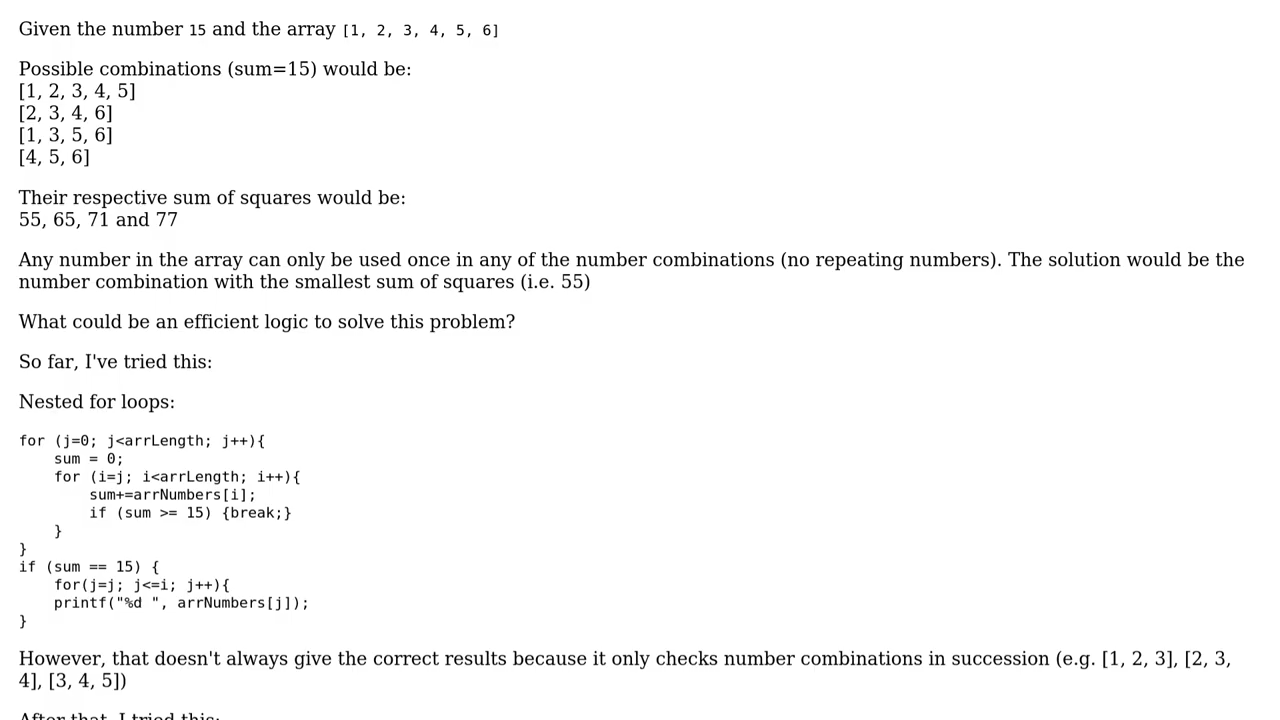 Given the number 15 and the array [1, 2, 3, 4, 5, 6]
Possible combinations (sum=15) would be:
[1, 2, 3, 4, 5]
[2, 3, 4, 6]
[1, 3, 5, 6]
[4, 5, 6]
Their respective sum of squares would be:
55, 65, 71 and 77
Any number in the array can only be used once in any of the number combinations (no repeating numbers). The solution would be the
number combination with the smallest sum of squares (i.e. 55)
What could be an efficient logic to solve this problem?
So far, I've tried this:
Nested for loops:
for (j=0; j<arrLength; j++){
    sum = 0;
    for (i=j; i<arrLength; i++){
        sum+=arrNumbers[i];
        if (sum >= 15) {break;}
    }
}
if (sum == 15) {
    for(j=j; j<=i; j++){
    printf("%d ", arrNumbers[j]);
}
However, that doesn't always give the correct results because it only checks number combinations in succession (e.g. [1, 2, 3], [2, 3,
4], [3, 4, 5])
After that, I tried this: